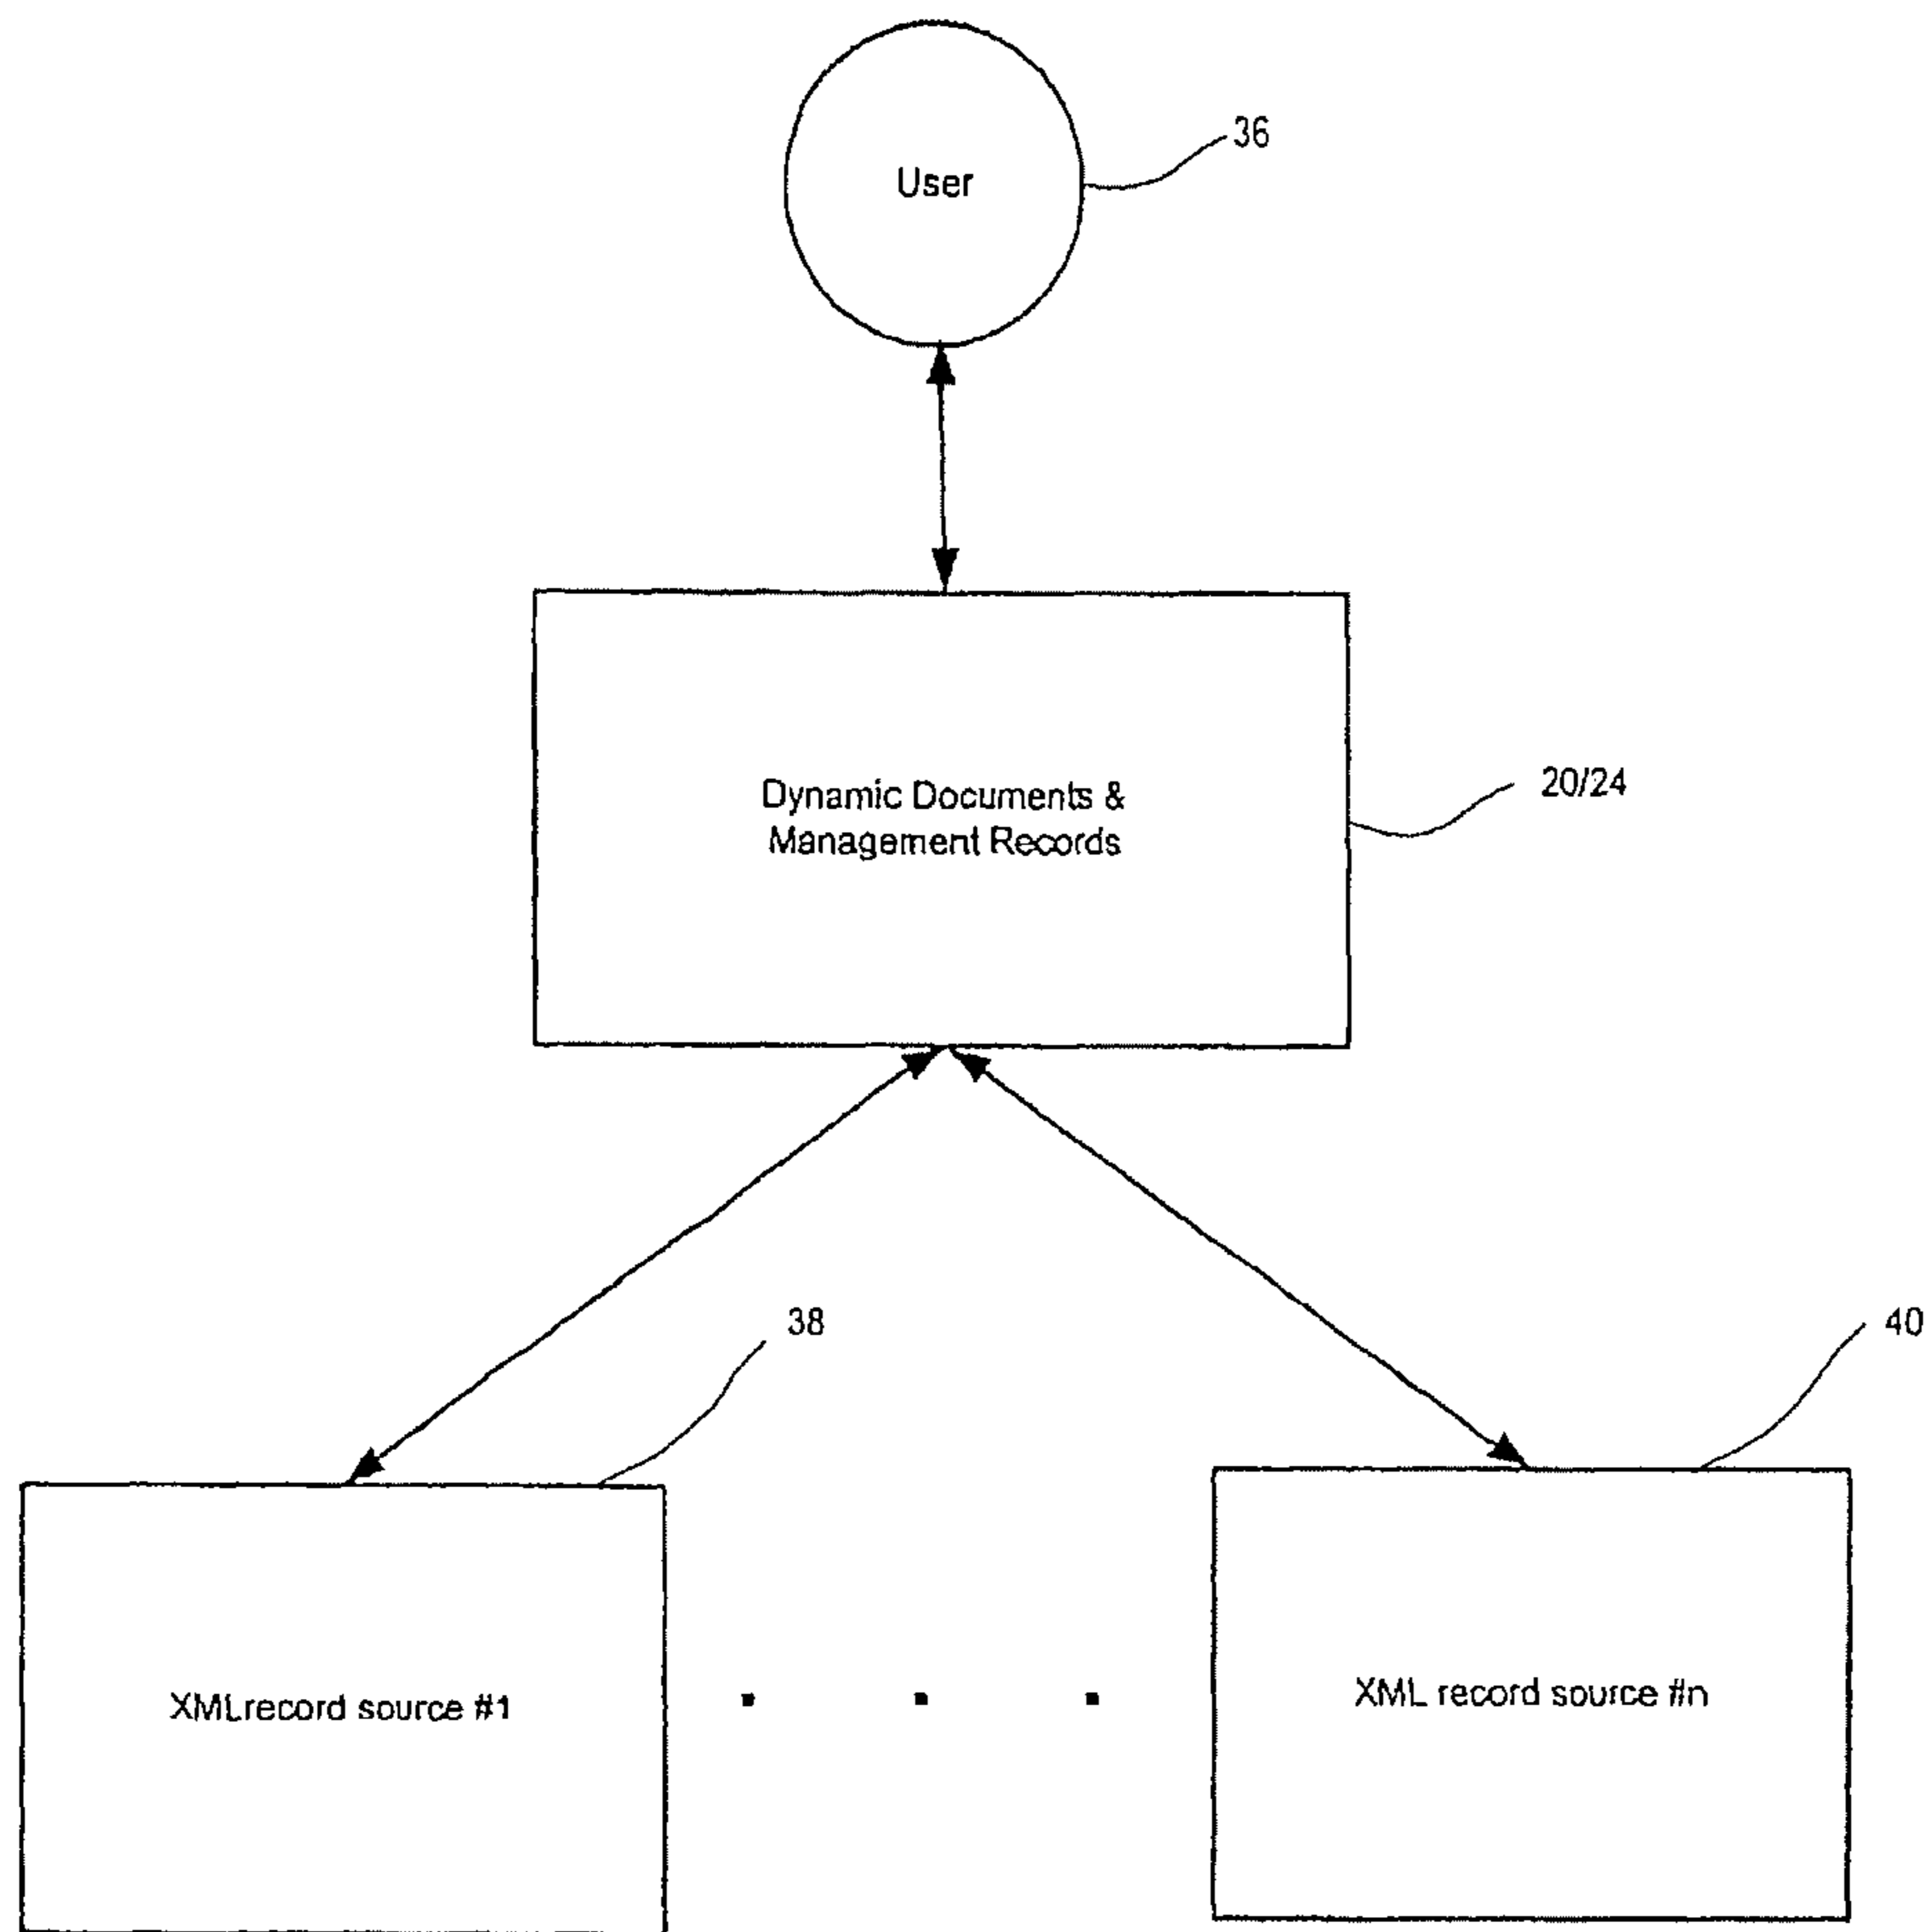 User
36
Dynamic Documents &
Management Records
20/24
38
40
XMLrecord source #1
XML record source #n